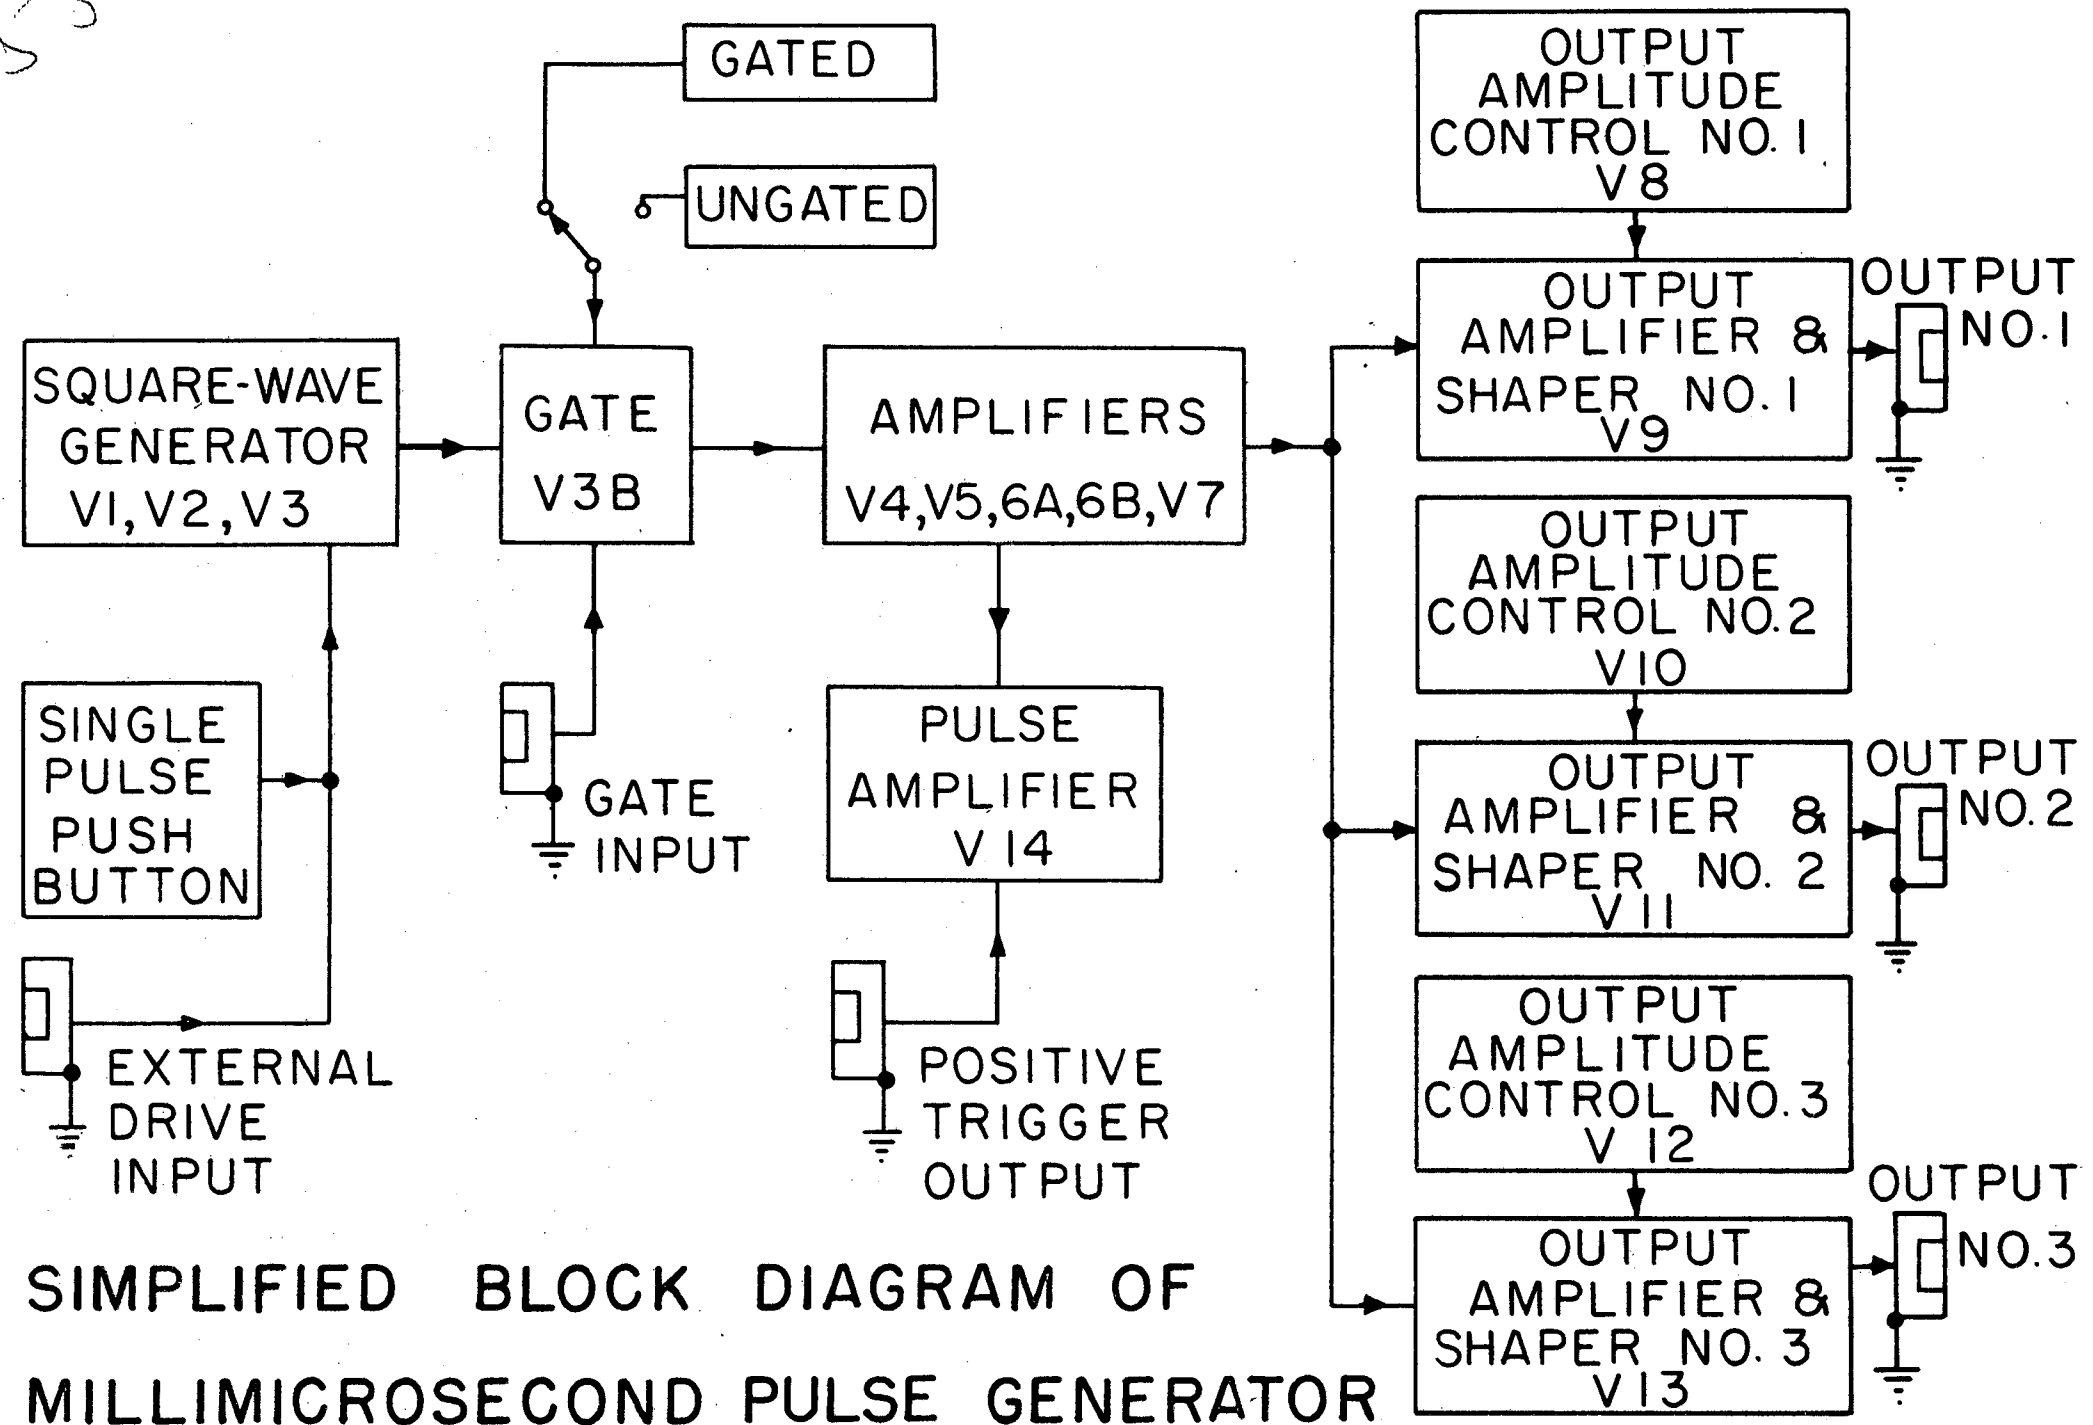 GATED
UNGATED
SQUARE-WAVE
GENERATOR
V1, V2, V3
GATE
V3B
AMPLIFIERS
V4, V5, 6A, 6B, V7
SINGLE
PULSE
PUSH
BUTTON
GATE
INPUT
PULSE
AMPLIFIER
V 14
EXTERNAL
DRIVE
INPUT
POSITIVE
TRIGGER
OUTPUT
OUTPUT
AMPLITUDE
CONTROL NO. 1
V8
OUTPUT
AMPLIFIER &
SHAPER NO. 1
V9
OUTPUT
NO. 1
OUTPUT
AMPLITUDE
CONTROL NO. 2
V10
OUTPUT
AMPLIFIER &
SHAPER NO. 2
V11
OUTPUT
NO. 2
OUTPUT
AMPLITUDE
CONTROL NO. 3
V 12
OUTPUT
AMPLIFIER &
SHAPER NO. 3
V13
OUTPUT
NO. 3
SIMPLIFIED BLOCK DIAGRAM OF
MILLIMICROSECOND PULSE GENERATOR